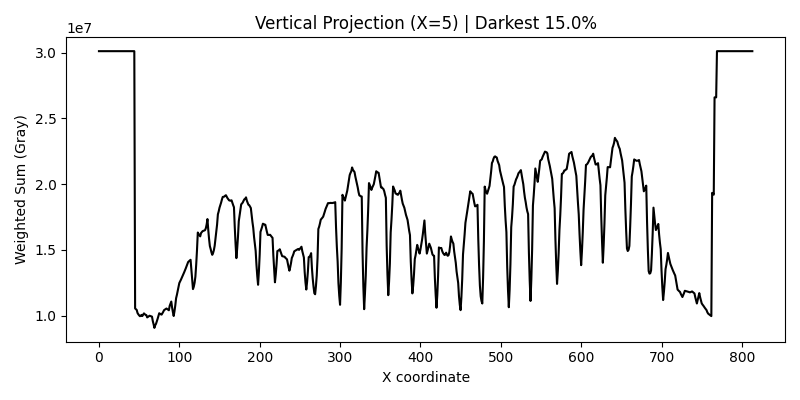 Vertical Projection (X=5) | Darkest 15.0%
1e7
3.0
2.5
2.0
1.5
1.0
Weighted Sum (Gray)
0 100 200 300 400 500 600 700 800
X coordinate